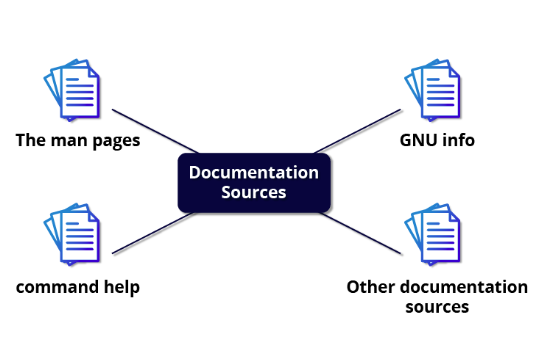 The man pages
GNU info
Documentation
Sources
command help
Other documentation
sources